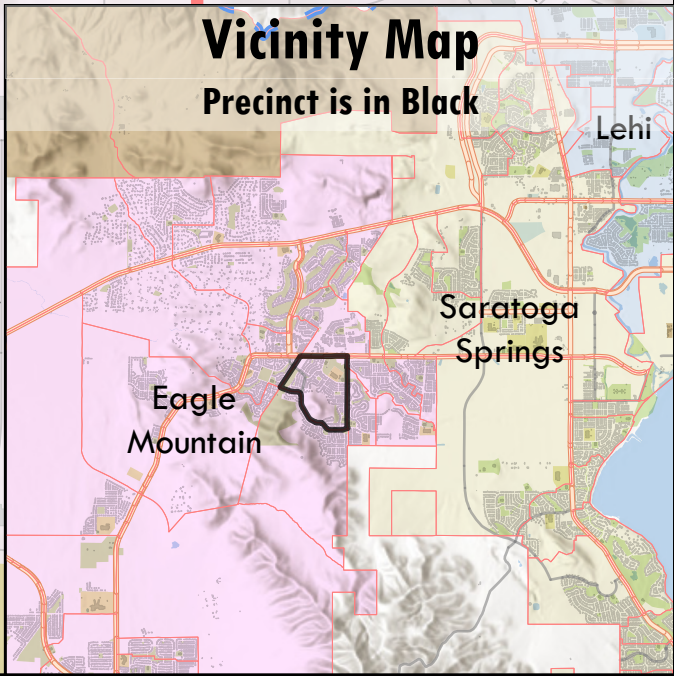 Vicinity Map
Precinct is in Black
Lehi
Saratoga
Springs
Eagle
Mountain